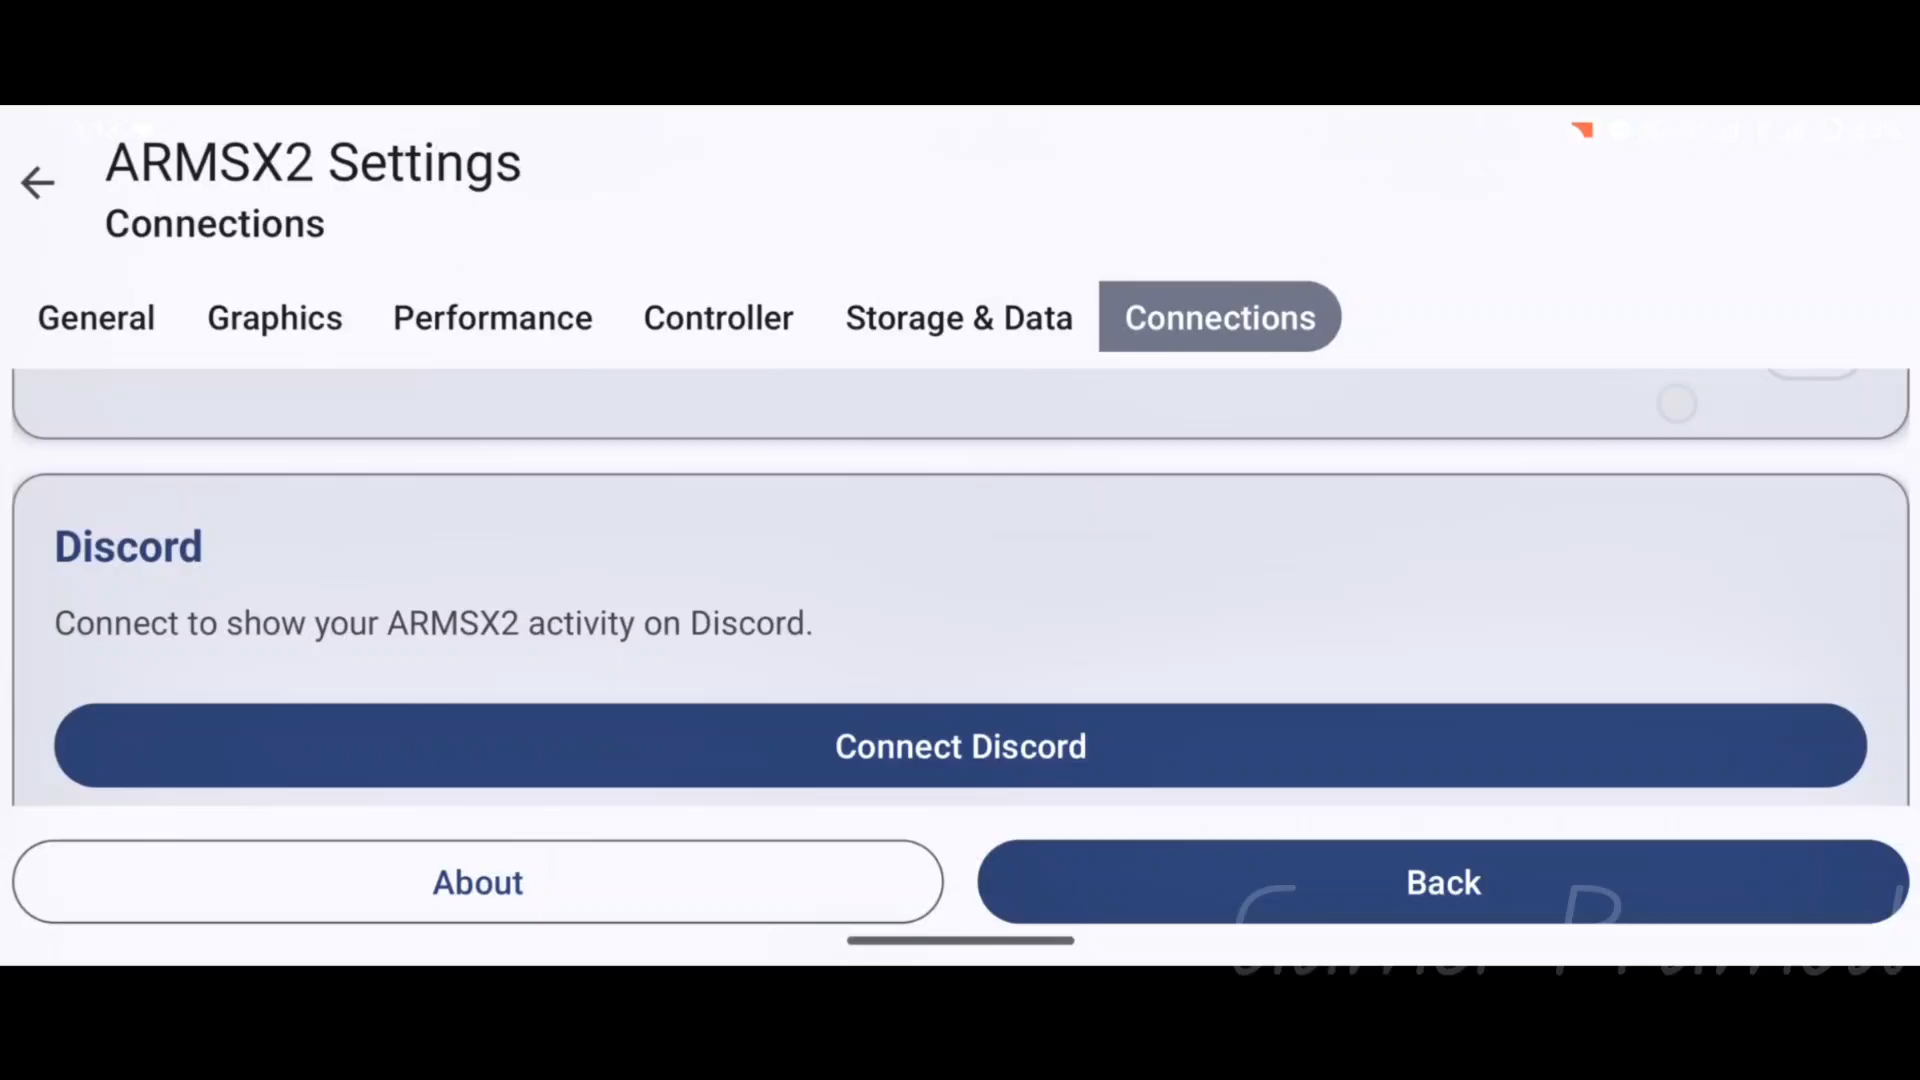 ARMSX2 Settings
Connections
General Graphics Performance Controller Storage & Data Connections
Discord
Connect to show your ARMSX2 activity on Discord.
Connect Discord
About Back